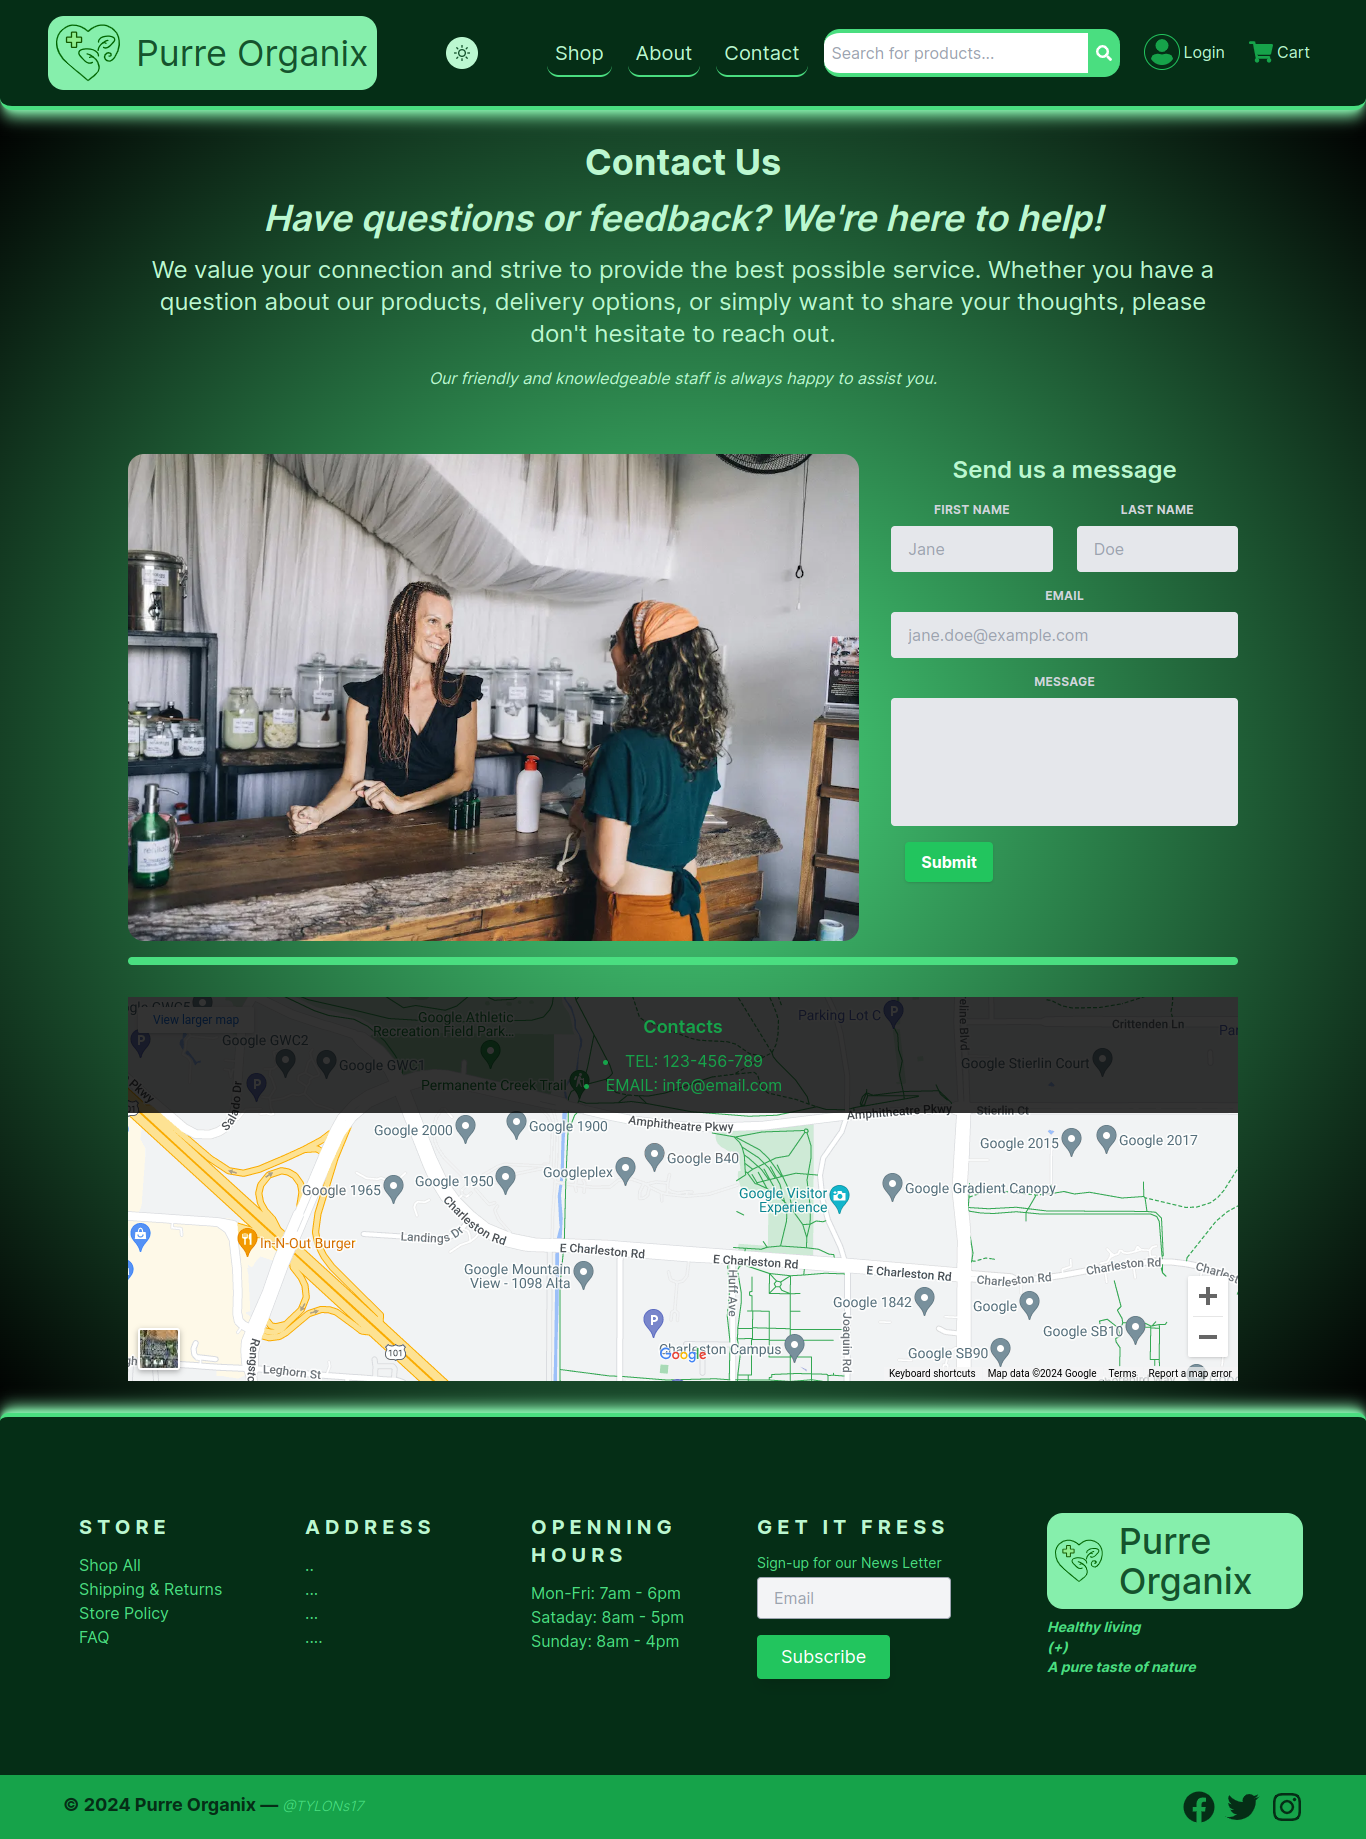 Purre Organix
Shop
About
Contact
Search for products...
Login
Cart
Contact Us
Have questions or feedback? We're here to help!
We value your connection and strive to provide the best possible service. Whether you have a
question about our products, delivery options, or simply want to share your thoughts, please
don't hesitate to reach out.
Our friendly and knowledgeable staff is always happy to assist you.
Send us a message
FIRST NAME
LAST NAME
Jane
Doe
EMAIL
jane.doe@example.com
MESSAGE
Submit
View larger map
Contacts
• TEL: 123-456-789
• EMAIL: info@email.com
Google Athletic
Recreation Field Park...
Parking Lot C
Crittenden Ln
Google GWC2
Google GWC1
Google Stierlin Court
Permanente Creek Trail
Salado Dr
Amphitheatre Pkwy
Amphitheatre Pkwy
Stierlin Ct
Google 2000
Google 1900
Google 2015
Google 2017
Google B40
Googleplex
Google 1965
Google 1950
Google Visitor
Experience
Google Gradient Canopy
Charleston Rd
Landings Dr
In-N-Out Burger
E Charleston Rd
E Charleston Rd
E Charleston Rd
Charleston Rd
Charleston Rd
Google Mountain
View - 1098 Alta
Huff Ave
Google 1842
Google
Joaquin Rd
Google SB10
Charleston Campus
Google SB90
101
Leghorn St
Google
Keyboard shortcuts
Map data ©2024 Google
Terms
Report a map error
STORE
Shop All
Shipping & Returns
Store Policy
FAQ
ADDRESS
..
...
...
....
OPENNING
HOURS
Mon-Fri: 7am - 6pm
Sataday: 8am - 5pm
Sunday: 8am - 4pm
GET IT FRESS
Sign-up for our News Letter
Email
Subscribe
Purre
Organix
Healthy living
(+)
A pure taste of nature
© 2024 Purre Organix — @TYLONs17